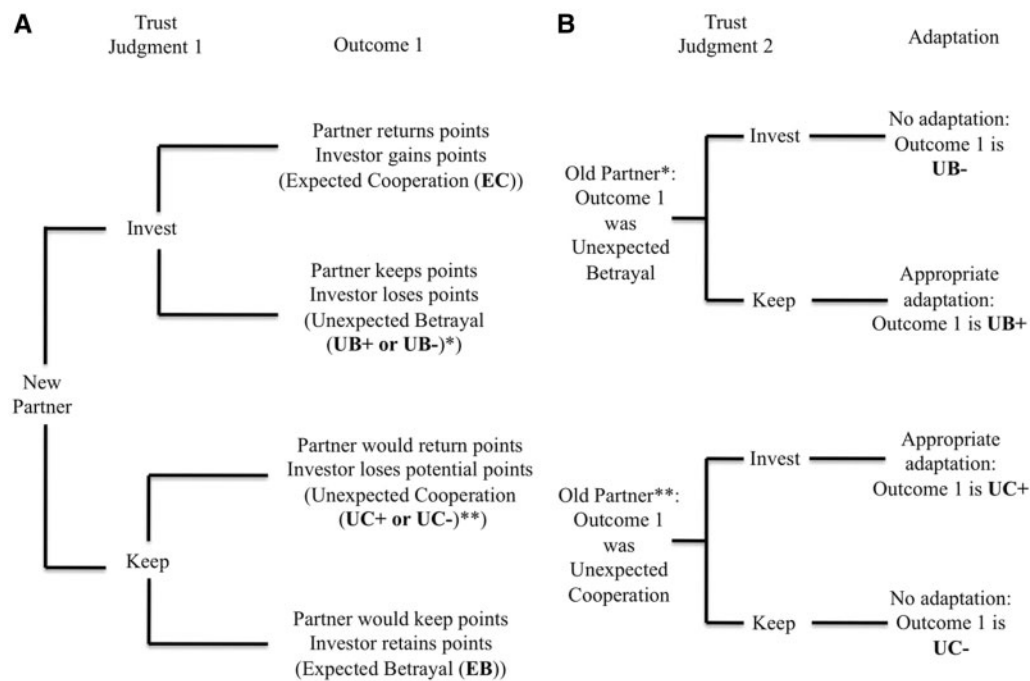 A
Trust
Judgment 1
Outcome 1
Partner returns points
Investor gains points
(Expected Cooperation (EC))
Invest
Partner keeps points
Investor loses points
(Unexpected Betrayal
(UB+ or UB-)*)
New
Partner
Partner would return points
Investor loses potential points
(Unexpected Cooperation
(UC+ or UC-)**)
Keep
Partner would keep points
Investor retains points
(Expected Betrayal (EB))
B
Trust
Judgment 2
Adaptation
Invest
No adaptation:
Outcome 1 is
UB-
Old Partner*:
Outcome 1
was
Unexpected
Betrayal
Keep
Appropriate
adaptation:
Outcome 1 is UB+
Invest
Appropriate
adaptation:
Outcome 1 is UC+
Old Partner**:
Outcome 1
was
Unexpected
Cooperation
Keep
No adaptation:
Outcome 1 is
UC-